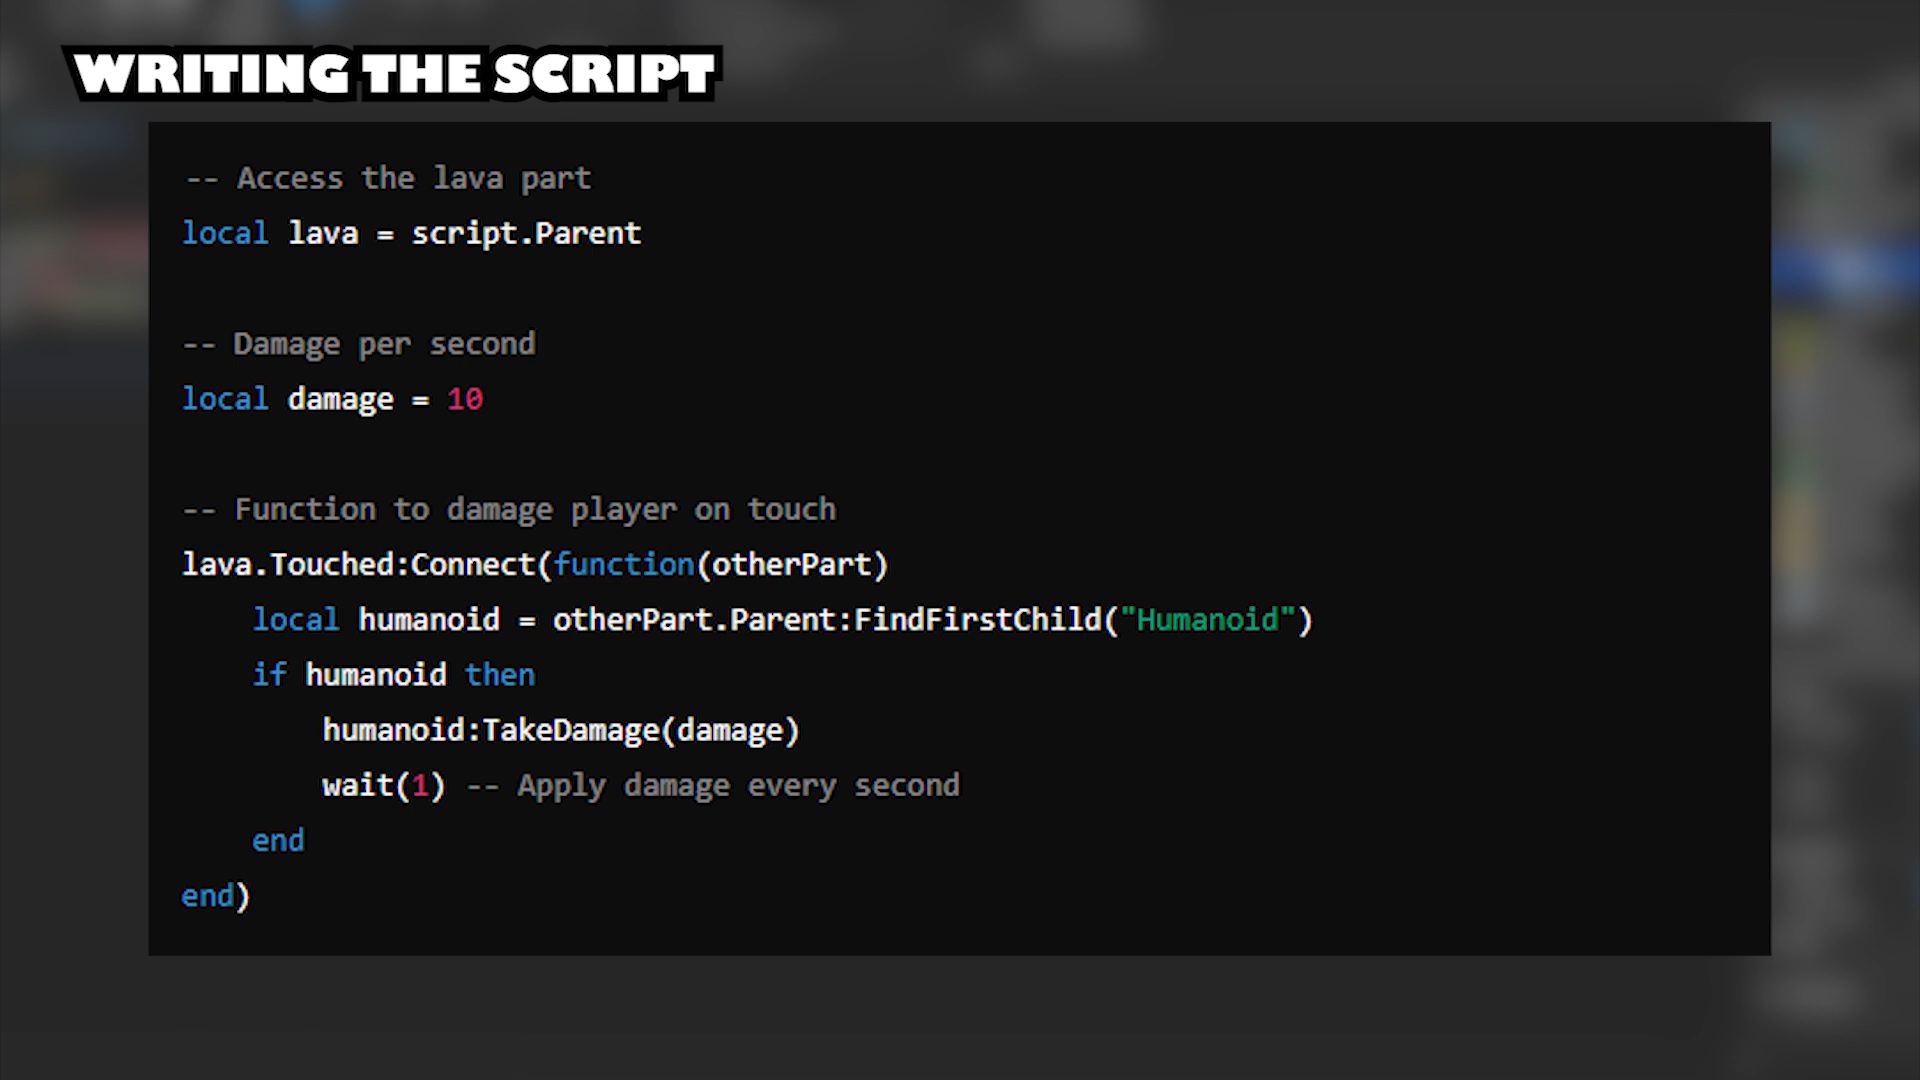 WRITING THE SCRIPT
-- Access the lava part
local lava = script.Parent
-- Damage per second
local damage = 10
-- Function to damage player on touch
lava.Touched:Connect(function(otherPart)
    local humanoid = otherPart.Parent:FindFirstChild("Humanoid")
    if humanoid then
        humanoid:TakeDamage(damage)
        wait(1) -- Apply damage every second
    end
end)